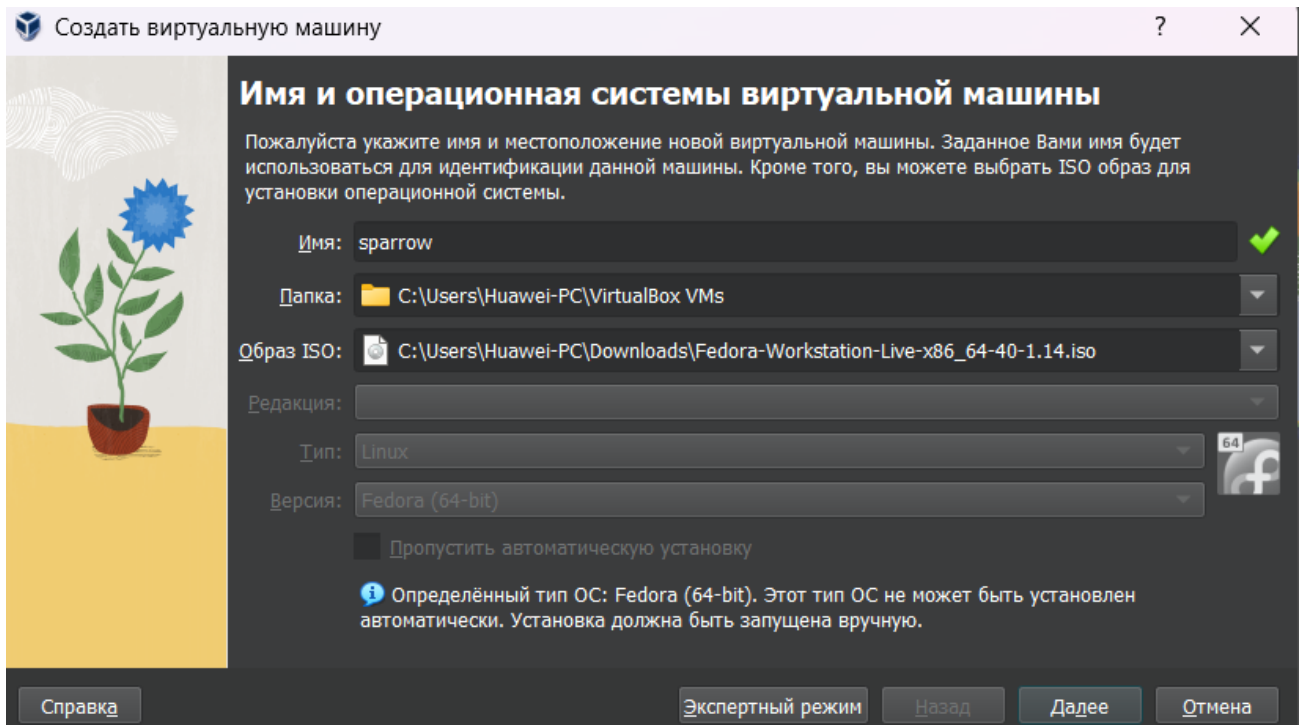 Создать виртуальную машину
?
Имя и операционная системы виртуальной машины
Пожалуйста укажите имя и местоположение новой виртуальной машины. Заданное Вами имя будет
использоваться для идентификации данной машины. Кроме того, вы можете выбрать ISO образ для
установки операционной системы.
Имя: sparrow
Папка: C:\Users\Huawei-PC\VirtualBox VMs
Образ ISO: C:\Users\Huawei-PC\Downloads\Fedora-Workstation-Live-x86_64-40-1.14.iso
Редакция:
Тип: Linux
64
Версия: Fedora (64-bit)
Пропустить автоматическую установку
Определённый тип ОС: Fedora (64-bit). Этот тип ОС не может быть установлен
автоматически. Установка должна быть запущена вручную.
Справка Экспертный режим Назад Далее Отмена